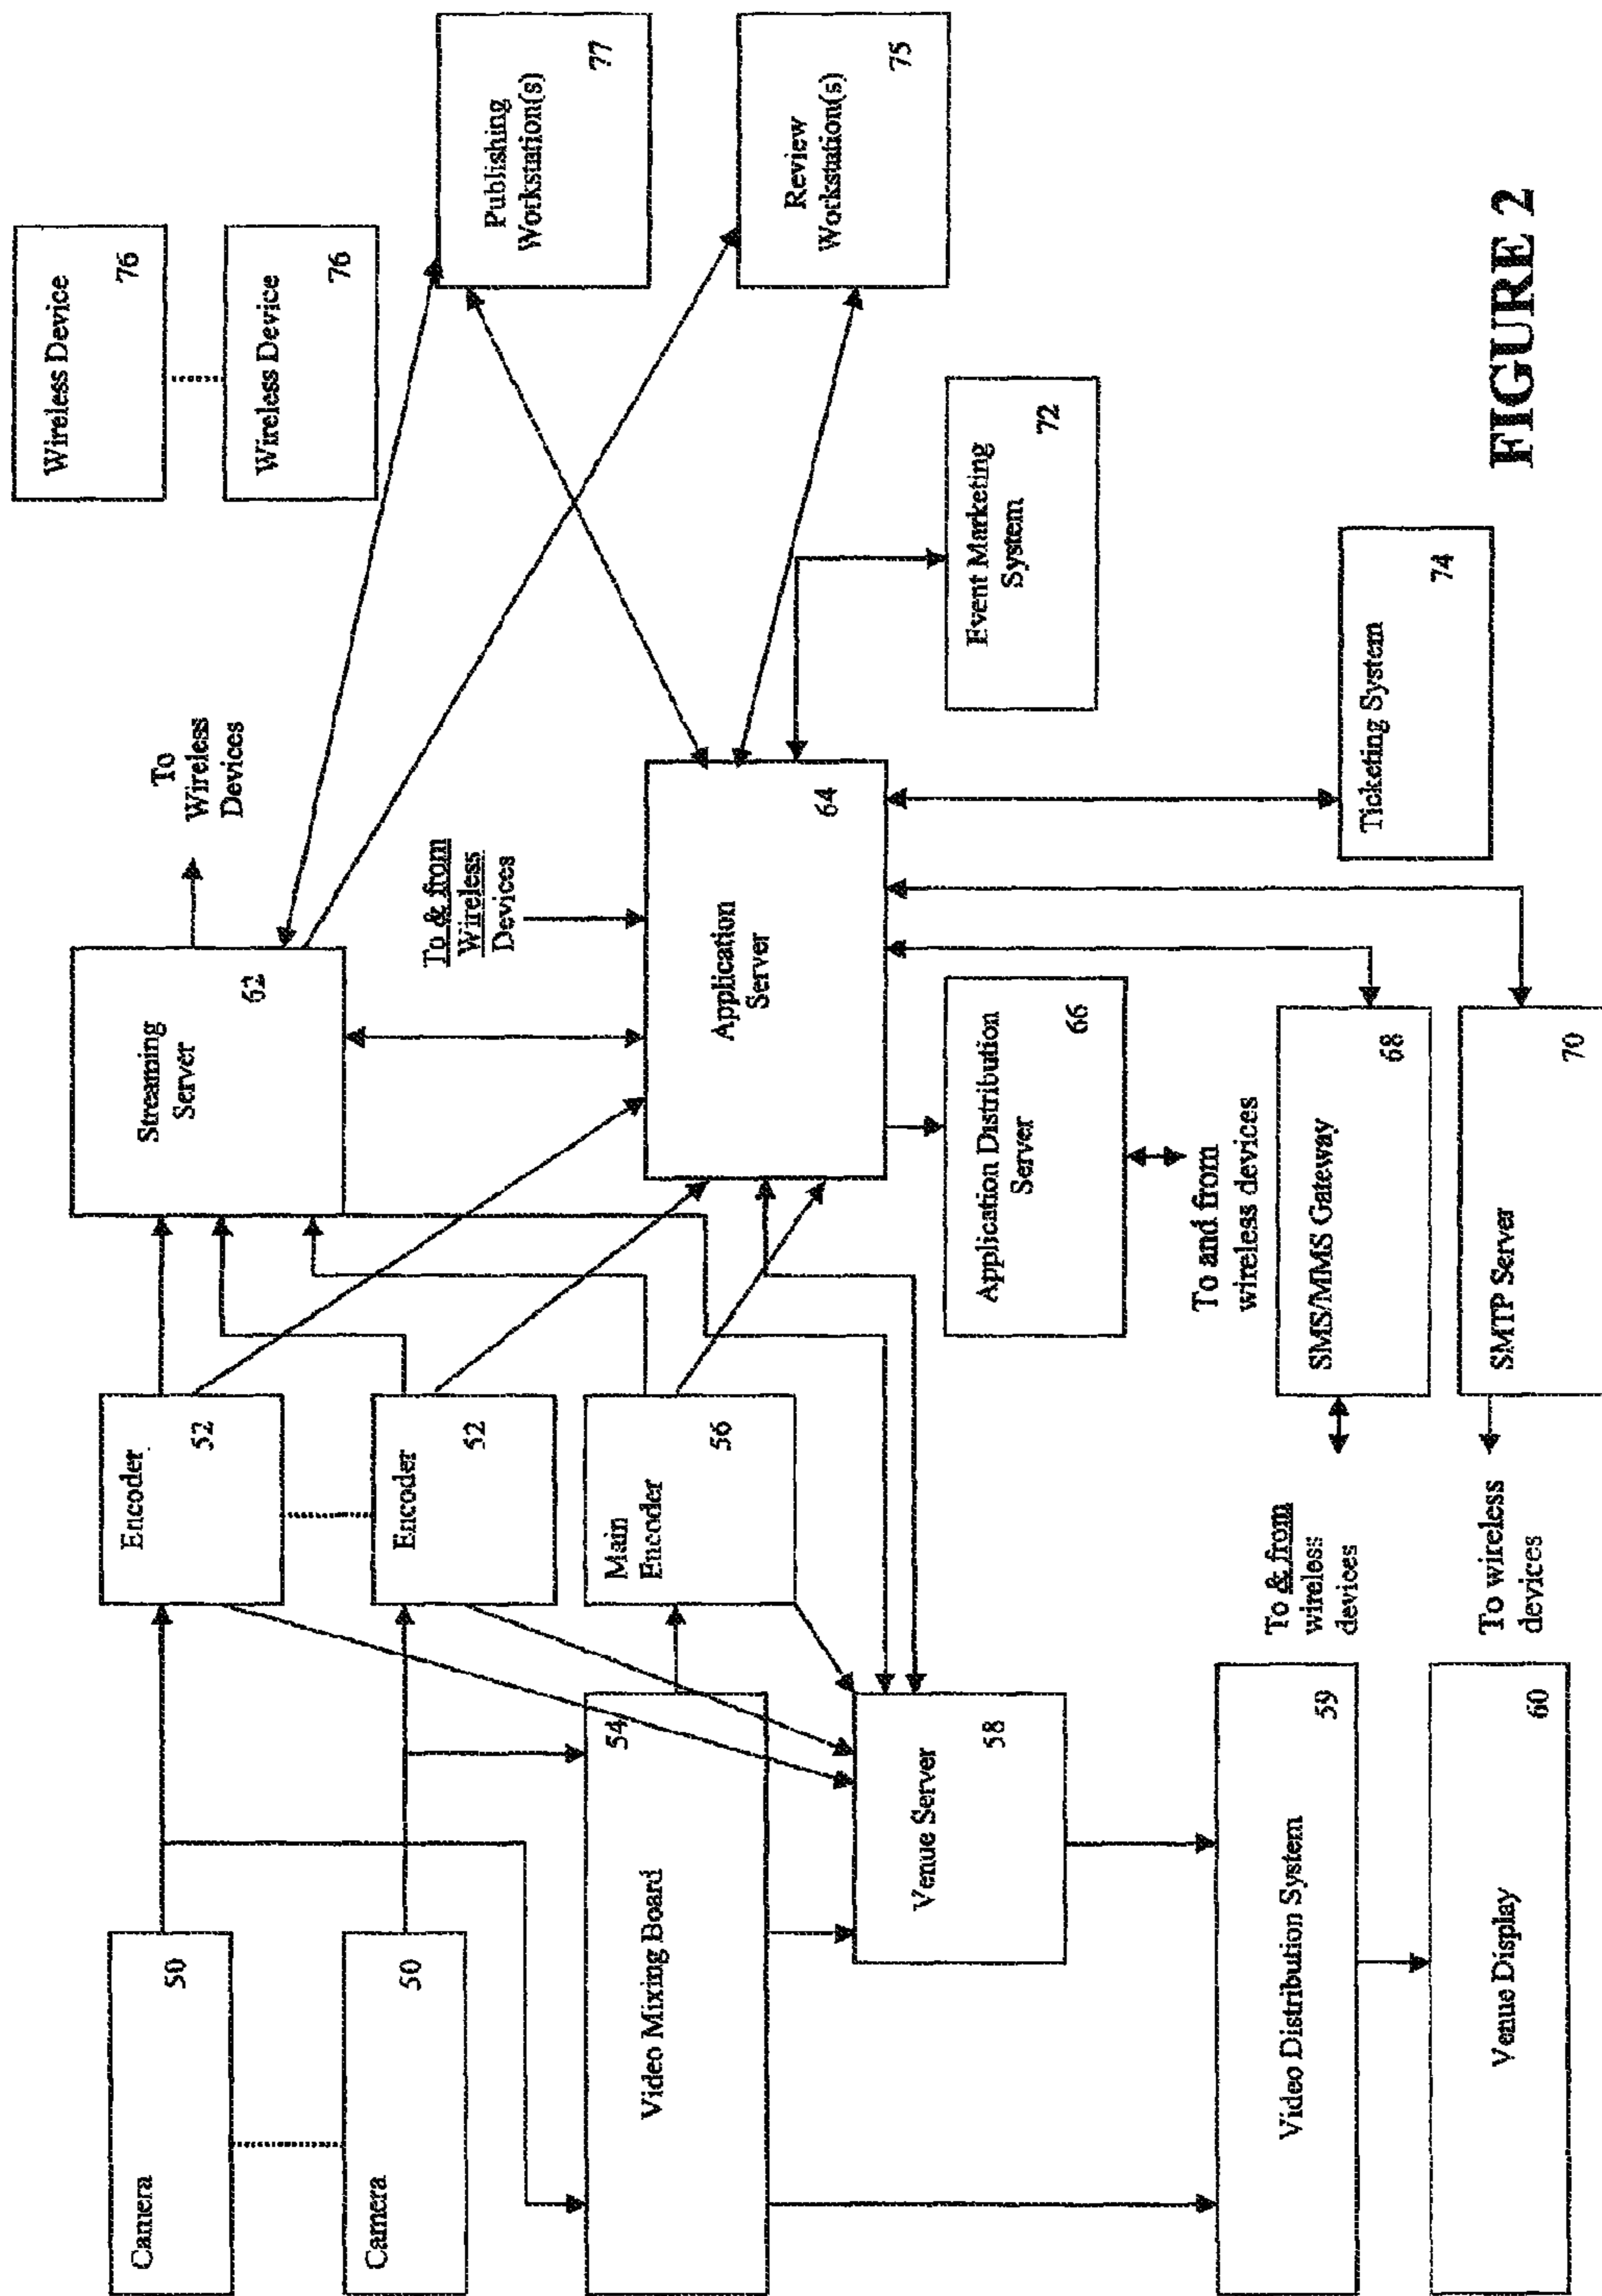 Camera
50
Camera
50
Encoder
52
Encoder
52
Video Mixing Board
54
Main
Encoder
56
Venue Server
58
Video Distribution System
59
Venue Display
60
Streaming
Server
62
To
Wireless
Devices
To & from
Wireless
Devices
Application
Server
64
Application Distribution
Server
66
To and from
wireless devices
SMS/MMS Gateway
68
To & from
wireless
devices
SMTP Server
70
To wireless
devices
Wireless Device
76
Wireless Device
76
Publishing
Workstation(s)
77
Review
Workstation(s)
75
Event Marketing
System
72
Ticketing System
74
FIGURE 2